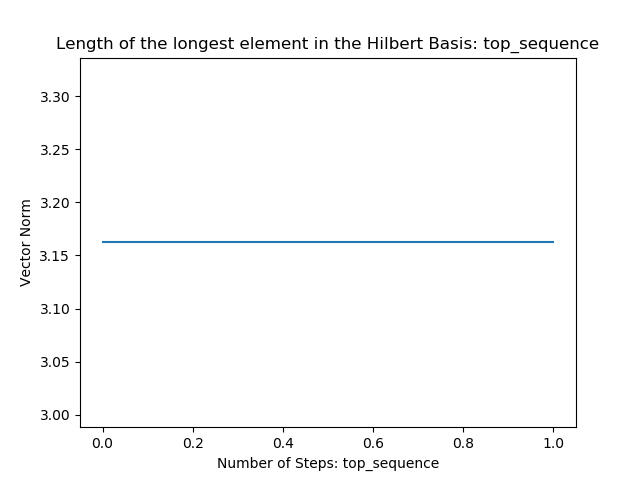 Length of the longest element in the Hilbert Basis: top_sequence
3.30
3.25
3.20
3.15
3.10
3.05
3.00
Vector Norm
0.0 0.2 0.4 0.6 0.8 1.0
Number of Steps: top_sequence